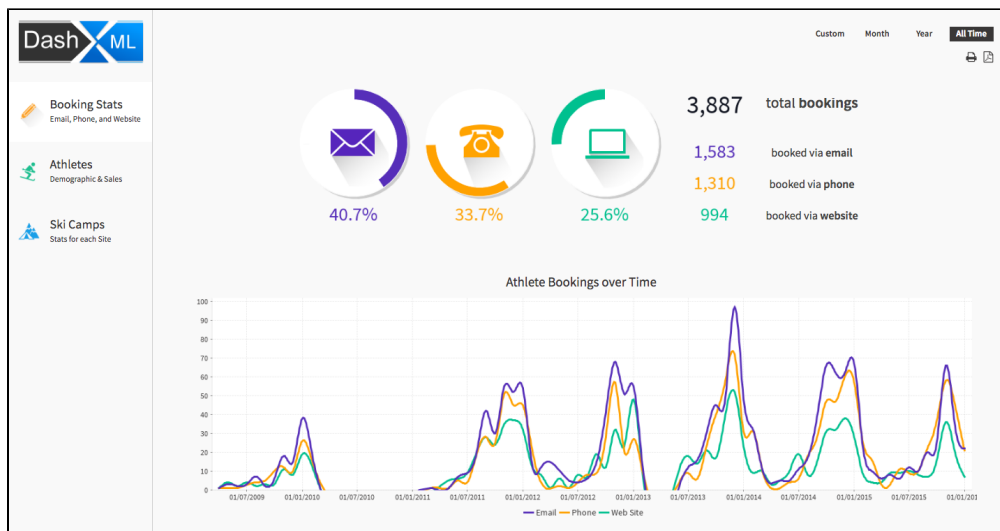 DashXML
Custom Month Year All Time
Booking Stats
Email, Phone, and Website
Athletes
Demographic & Sales
Ski Camps
Stats for each Site
40.7%
33.7%
25.6%
3,887 total bookings
1,583 booked via email
1,310 booked via phone
994 booked via website
Athlete Bookings over Time
100
90
80
70
60
50
40
30
20
10
0
01/07/2009 01/01/2010 01/07/2010 01/01/2011 01/07/2011 01/01/2012 01/07/2012 01/01/2013 01/07/2013 01/01/2014 01/07/2014 01/01/2015 01/07/2015 01/01/201
Email Phone Web Site